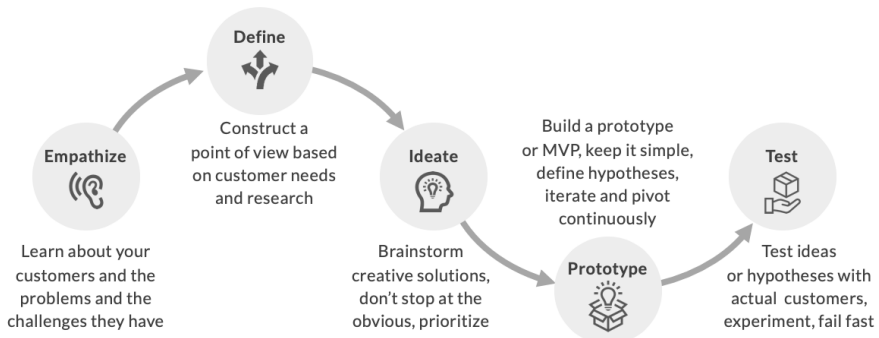 Define
Construct a
point of view based
on customer needs
and research
Empathize
Learn about your
customers and the
problems and the
challenges they have
Ideate
Brainstorm
creative solutions,
don’t stop at the
obvious, prioritize
Build a prototype
or MVP, keep it simple,
define hypotheses,
iterate and pivot
continuously
Prototype
Test
Test ideas
or hypotheses with
actual customers,
experiment, fail fast